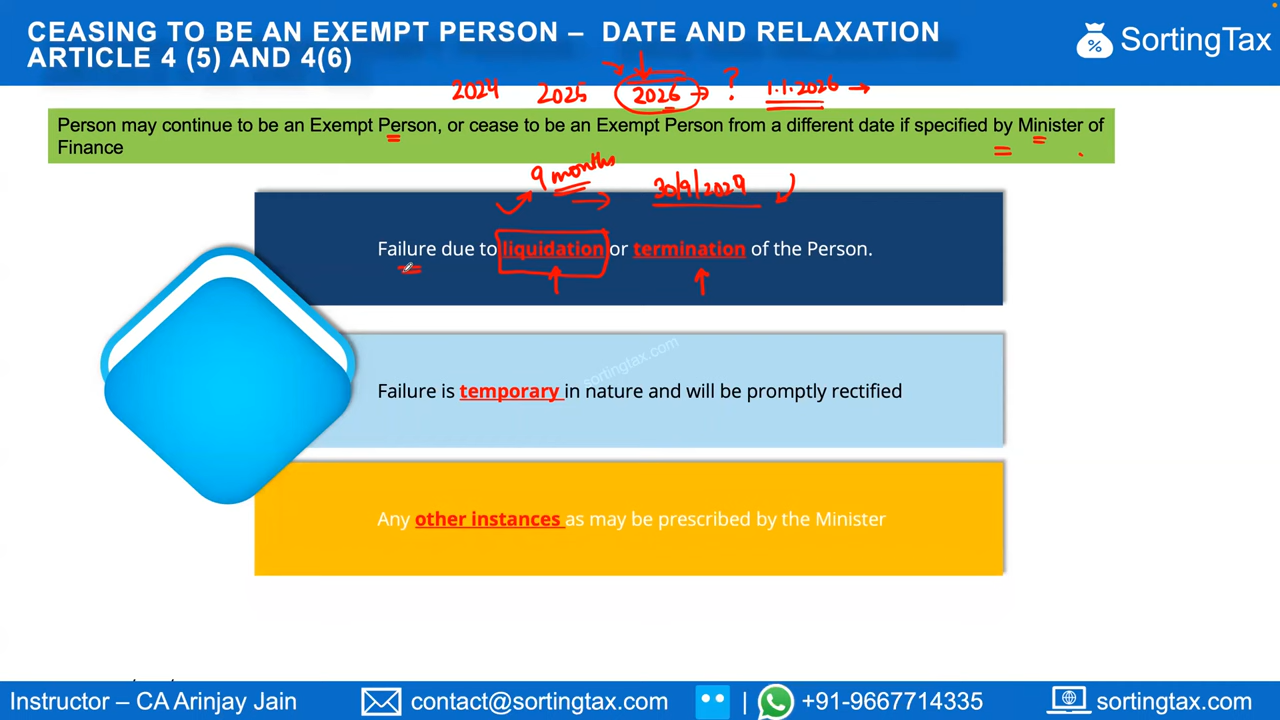 CEASING TO BE AN EXEMPT PERSON – DATE AND RELAXATION
ARTICLE 4 (5) AND 4(6)
SortingTax
2024 2025 2026 ? 1.1.2026
Person may continue to be an Exempt Person, or cease to be an Exempt Person from a different date if specified by Minister of
Finance
9 months 30/9/2029
Failure due to liquidation or termination of the Person.
sortingtax.com
Failure is temporary in nature and will be promptly rectified
Any other instances as may be prescribed by the Minister
Instructor – CA Arinjay Jain contact@sortingtax.com +91-9667714335 sortingtax.com